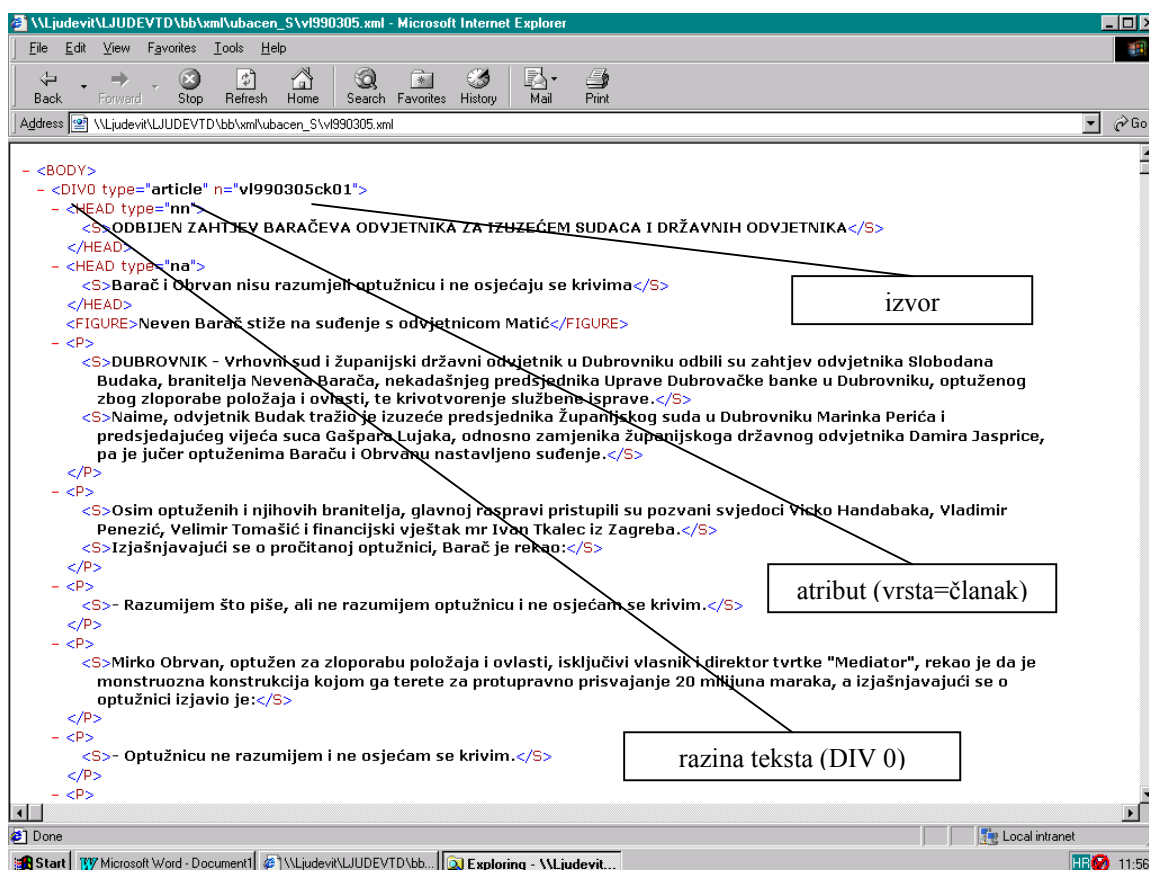 \\Ljudevit\LJUDEVTD\bb\xml\ubacen_S\vl990305.xml - Microsoft Internet Explorer
File Edit View Favorites Tools Help
Back Forward Stop Refresh Home Search Favorites History Mail Print
Address \\Ljudevit\LJUDEVTD\bb\xml\ubacen_S\vl990305.xml Go
- <BODY>
- <DIV0 type="article" n="vl990305ck01">
- <HEAD type="nn">
<S>ODBIJEN ZAHTJEV BARAČEVA ODVJETNIKA ZA IZUZEĆEM SUDACA I DRŽAVNIH ODVJETNIKA</S>
</HEAD>
- <HEAD type="na">
<S>Barač i Obrvan nisu razumjeli optužnicu i ne osjećaju se krivima</S>
</HEAD>
<FIGURE>Neven Barač stiže na suđenje s odvjetnicom Matić</FIGURE>
izvor
- <P>
<S>DUBROVNIK - Vrhovni sud i županijski državni odvjetnik u Dubrovniku odbili su zahtjev odvjetnika Slobodana
Budaka, branitelja Nevena Barača, nekadašnjeg predsjednika Uprave Dubrovačke banke u Dubrovniku, optuženog
zbog zloporabe položaja i ovlasti, te krivotvorenje službene isprave.</S>
<S>Naime, odvjetnik Budak tražio je izuzeće predsjednika Županijskog suda u Dubrovniku Marinka Perića i
predsjedajućeg vijeća suca Gašpara Lujaka, odnosno zamjenika županijskoga državnog odvjetnika Damira Jasprice,
pa je jučer optuženima Baraču i Obrvanu nastavljeno suđenje.</S>
</P>
- <P>
<S>Osim optuženih i njihovih branitelja, glavnoj raspravi pristupili su pozvani svjedoci Vicko Handabaka, Vladimir
Penezić, Velimir Tomašić i financijski vještak mr Ivan Tkalec iz Zagreba.</S>
<S>Izjašnjavajući se o pročitanoj optužnici, Barač je rekao:</S>
</P>
- <P>
atribut (vrsta=članak)
<S>- Razumijem što piše, ali ne razumijem optužnicu i ne osjećam se krivim.</S>
</P>
- <P>
<S>Mirko Obrvan, optužen za zloporabu položaja i ovlasti, isključivi vlasnik i direktor tvrtke "Mediator", rekao je da je
monstruozna konstrukcija kojom ga terete za protupravno prisvajanje 20 milijuna maraka, a izjašnjavajući se o
optužnici izjavio je:</S>
</P>
- <P>
<S>- Optužnicu ne razumijem i ne osjećam se krivim.</S>
razina teksta (DIV 0)
</P>
- <P>
Done Local intranet
Start Microsoft Word - Document1 \\Ljudevit\LJUDEVTD\bb... Exploring - \\Ljudevit... HR 11:56